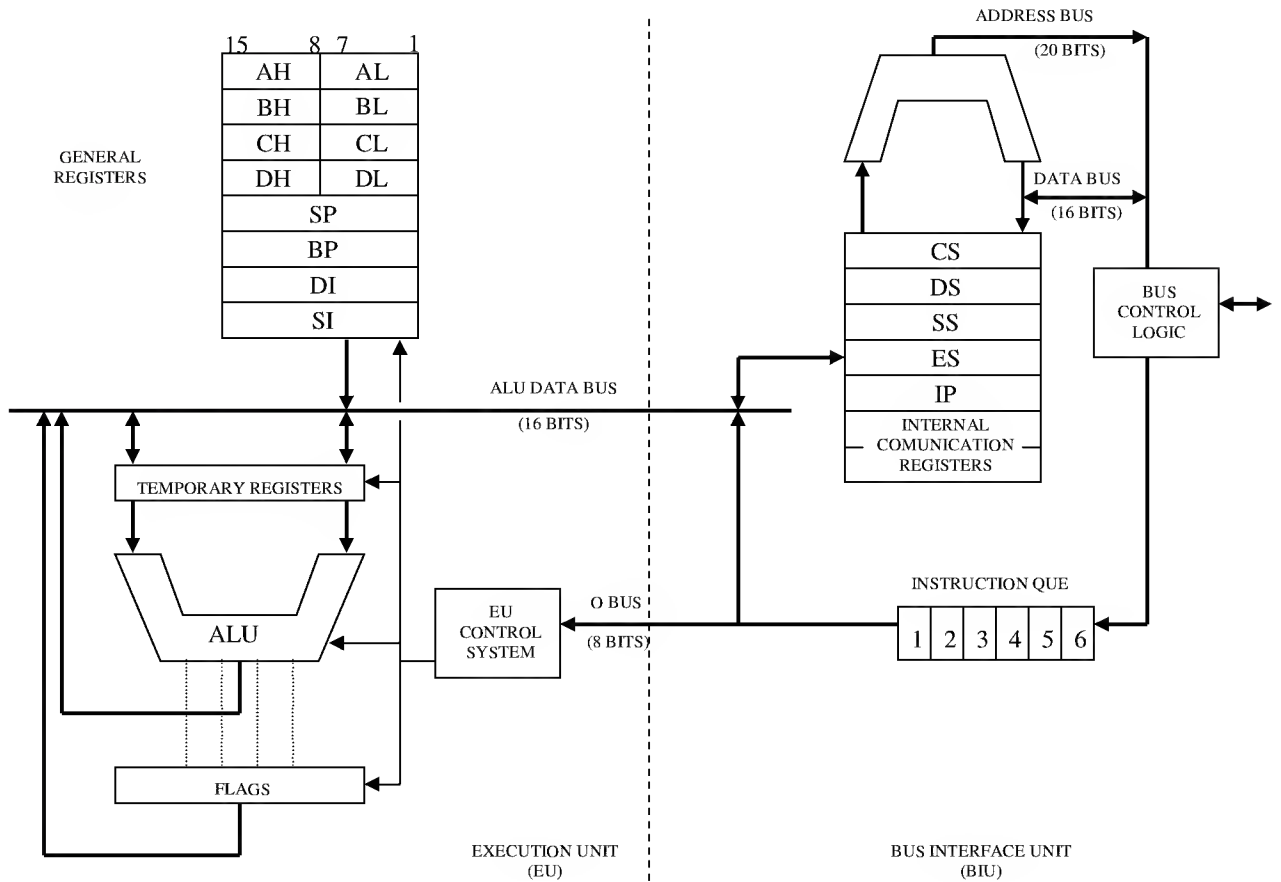 ADDRESS BUS
(20 BITS)
15 8 7 1
AH AL
BH BL
CH CL
DH DL
SP
BP
DI
SI
GENERAL
REGISTERS
DATA BUS
(16 BITS)
CS
DS
SS
ES
IP
INTERNAL
COMUNICATION
REGISTERS
BUS
CONTROL
LOGIC
ALU DATA BUS
(16 BITS)
TEMPORARY REGISTERS
ALU
FLAGS
EU
CONTROL
SYSTEM
O BUS
(8 BITS)
INSTRUCTION QUE
1 2 3 4 5 6
EXECUTION UNIT
(EU)
BUS INTERFACE UNIT
(BIU)